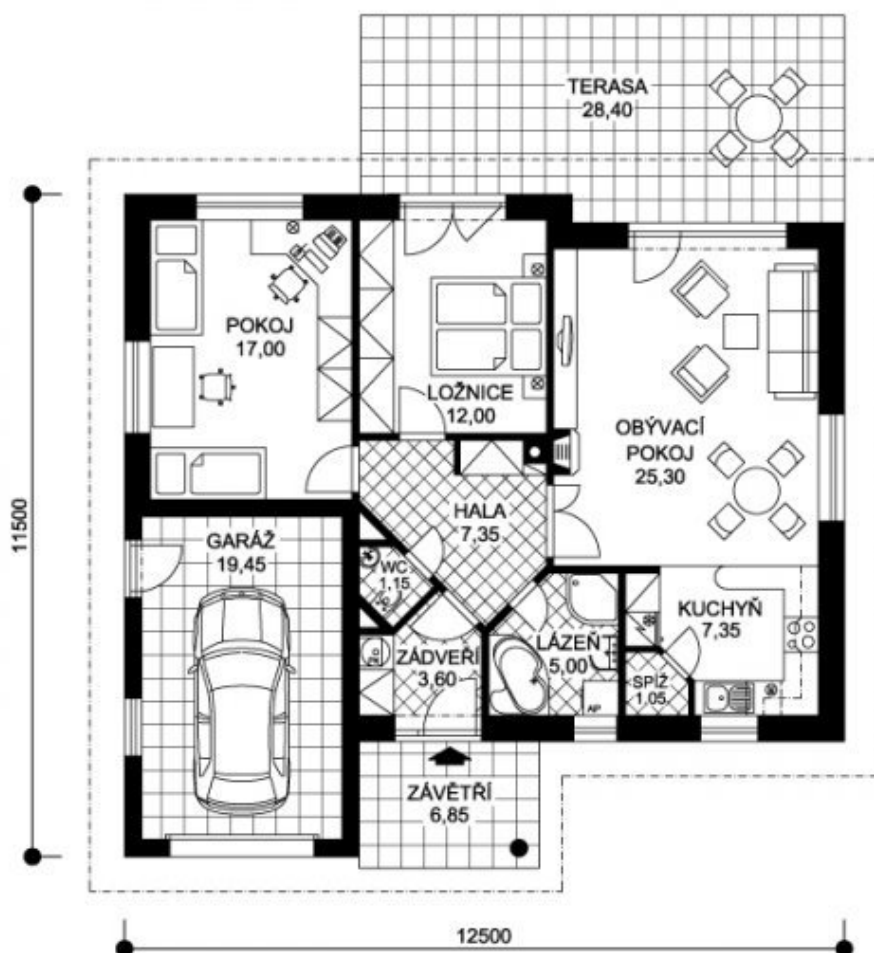 TERASA
28,40
POKOJ
17,00
LOŽNICE
12,00
OBÝVACÍ
POKOJ
25,30
11500
HALA
7,35
GARÁŽ
19,45
WC
1,15
KUCHYŇ
7,35
LÁZEŇ
5,00
ZÁDVEŘÍ
3,60
SPÍŽ
1,05
AP
ZÁVĚTŘÍ
6,85
12500